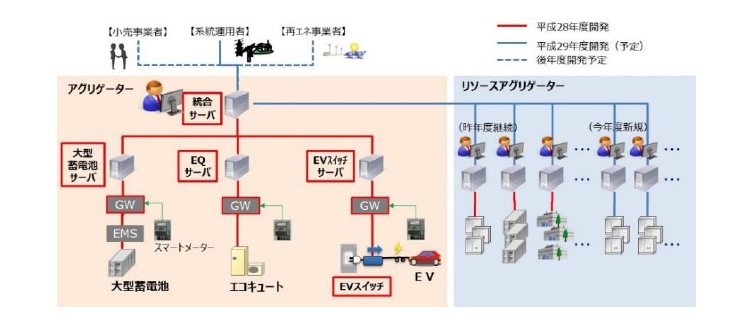 【小売事業者】 【系統運用者】 【再エネ事業者】
平成28年度開発
平成29年度開発（予定）
後年度開発予定
アグリゲーター
統合
サーバ
大型
蓄電池
サーバ
EQ
サーバ
EVスイッチ
サーバ
GW
GW
GW
EMS
スマートメーター
大型蓄電池
エコキュート
EVスイッチ
EV
リソースアグリゲーター
(昨年度継続)
(今年度新規)